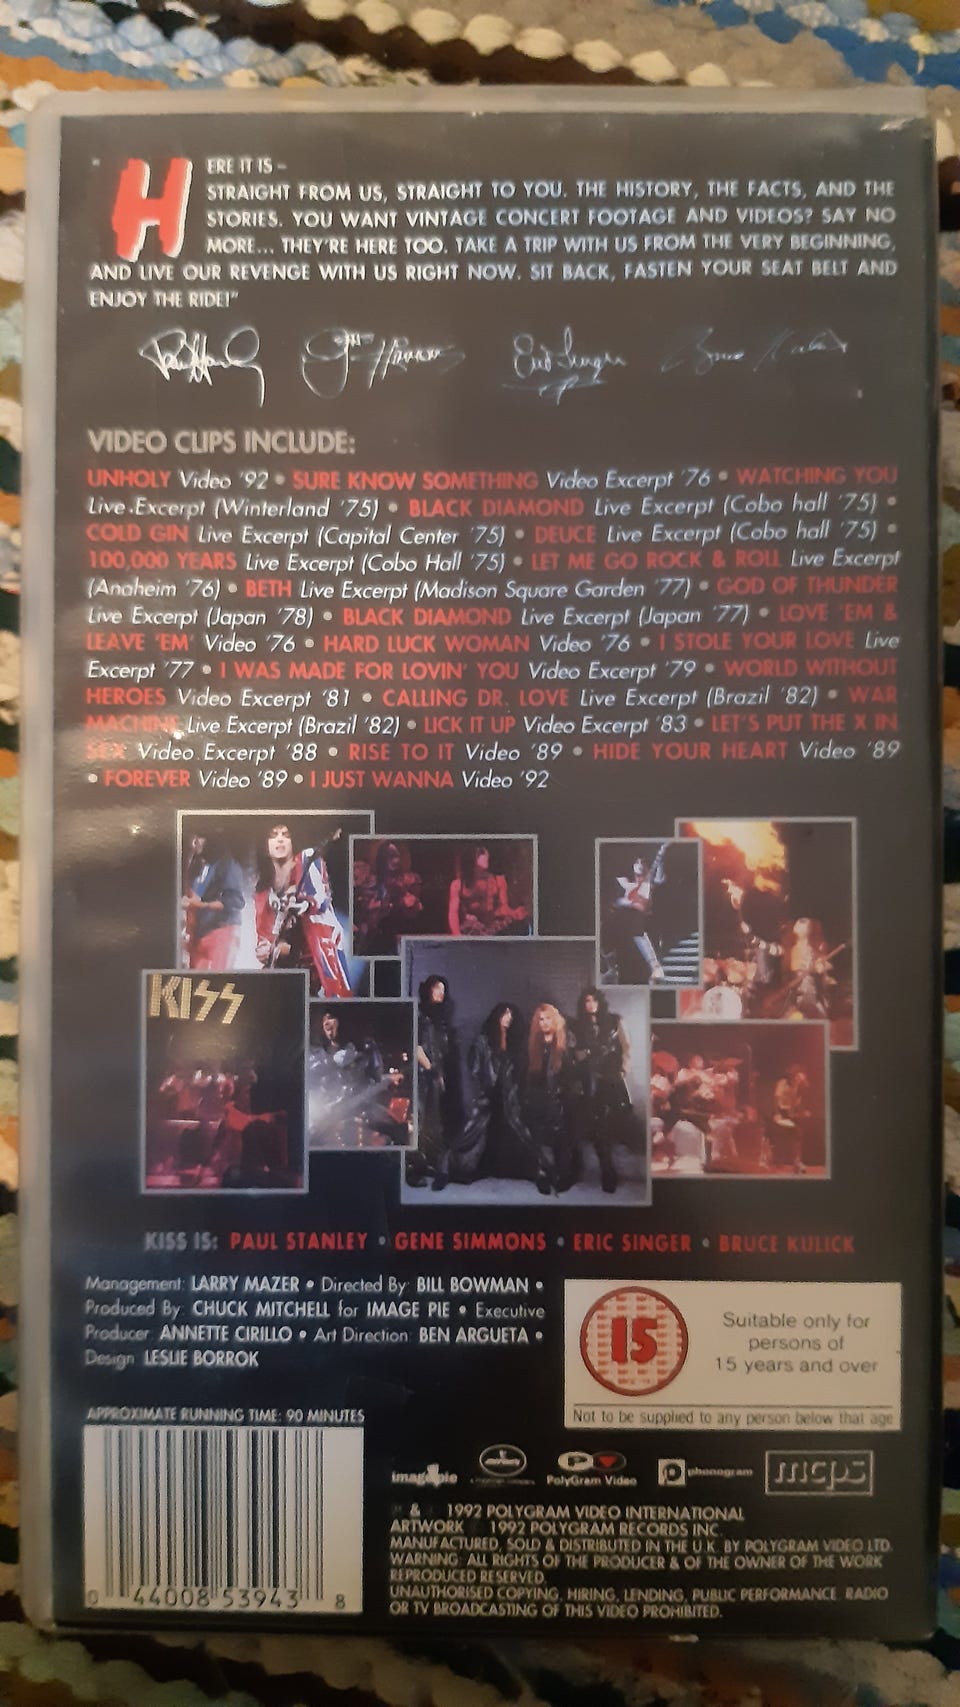 "HERE IT IS –
STRAIGHT FROM US, STRAIGHT TO YOU. THE HISTORY, THE FACTS, AND THE
STORIES. YOU WANT VINTAGE CONCERT FOOTAGE AND VIDEOS? SAY NO
MORE... THEY'RE HERE TOO. TAKE A TRIP WITH US FROM THE VERY BEGINNING,
AND LIVE OUR REVENGE WITH US RIGHT NOW. SIT BACK, FASTEN YOUR SEAT BELT AND
ENJOY THE RIDE!"
VIDEO CLIPS INCLUDE:
UNHOLY Video '92 • SURE KNOW SOMETHING Video Excerpt '76 • WATCHING YOU
Live Excerpt (Winterland '75) • BLACK DIAMOND Live Excerpt (Cobo hall '75) •
COLD GIN Live Excerpt (Capital Center '75) • DEUCE Live Excerpt (Cobo hall '75) •
100,000 YEARS Live Excerpt (Cobo Hall '75) • LET ME GO ROCK & ROLL Live Excerpt
(Anaheim '76) • BETH Live Excerpt (Madison Square Garden '77) • GOD OF THUNDER
Live Excerpt (Japan '78) • BLACK DIAMOND Live Excerpt (Japan '77) • LOVE 'EM &
LEAVE 'EM' Video '76 • HARD LUCK WOMAN Video '76 • I STOLE YOUR LOVE Live
Excerpt '77 • I WAS MADE FOR LOVIN' YOU Video Excerpt '79 • WORLD WITHOUT
HEROES Video Excerpt '81 • CALLING DR. LOVE Live Excerpt (Brazil '82) • WAR
MACHINE Live Excerpt (Brazil '82) • LICK IT UP Video Excerpt '83 • LET'S PUT THE X IN
SEX Video Excerpt '88 • RISE TO IT Video '89 • HIDE YOUR HEART Video '89
• FOREVER Video '89 • I JUST WANNA Video '92
KISS
KISS IS: PAUL STANLEY • GENE SIMMONS • ERIC SINGER • BRUCE KULICK
Management: LARRY MAZER • Directed By: BILL BOWMAN •
Produced By: CHUCK MITCHELL for IMAGE PIE • Executive
Producer: ANNETTE CIRILLO • Art Direction: BEN ARGUETA •
Design: LESLIE BORROK
15
Suitable only for
persons of
15 years and over
Not to be supplied to any person below that age
APPROXIMATE RUNNING TIME: 90 MINUTES
0 44008 53943 8
imagepie
PolyGram Video
phonogram
mcps
& 1992 POLYGRAM VIDEO INTERNATIONAL
ARTWORK 1992 POLYGRAM RECORDS INC.
MANUFACTURED, SOLD & DISTRIBUTED IN THE U.K. BY POLYGRAM VIDEO LTD.
WARNING: ALL RIGHTS OF THE PRODUCER & OF THE OWNER OF THE WORK
REPRODUCED RESERVED.
UNAUTHORISED COPYING, HIRING, LENDING, PUBLIC PERFORMANCE, RADIO
OR TV BROADCASTING OF THIS VIDEO PROHIBITED.